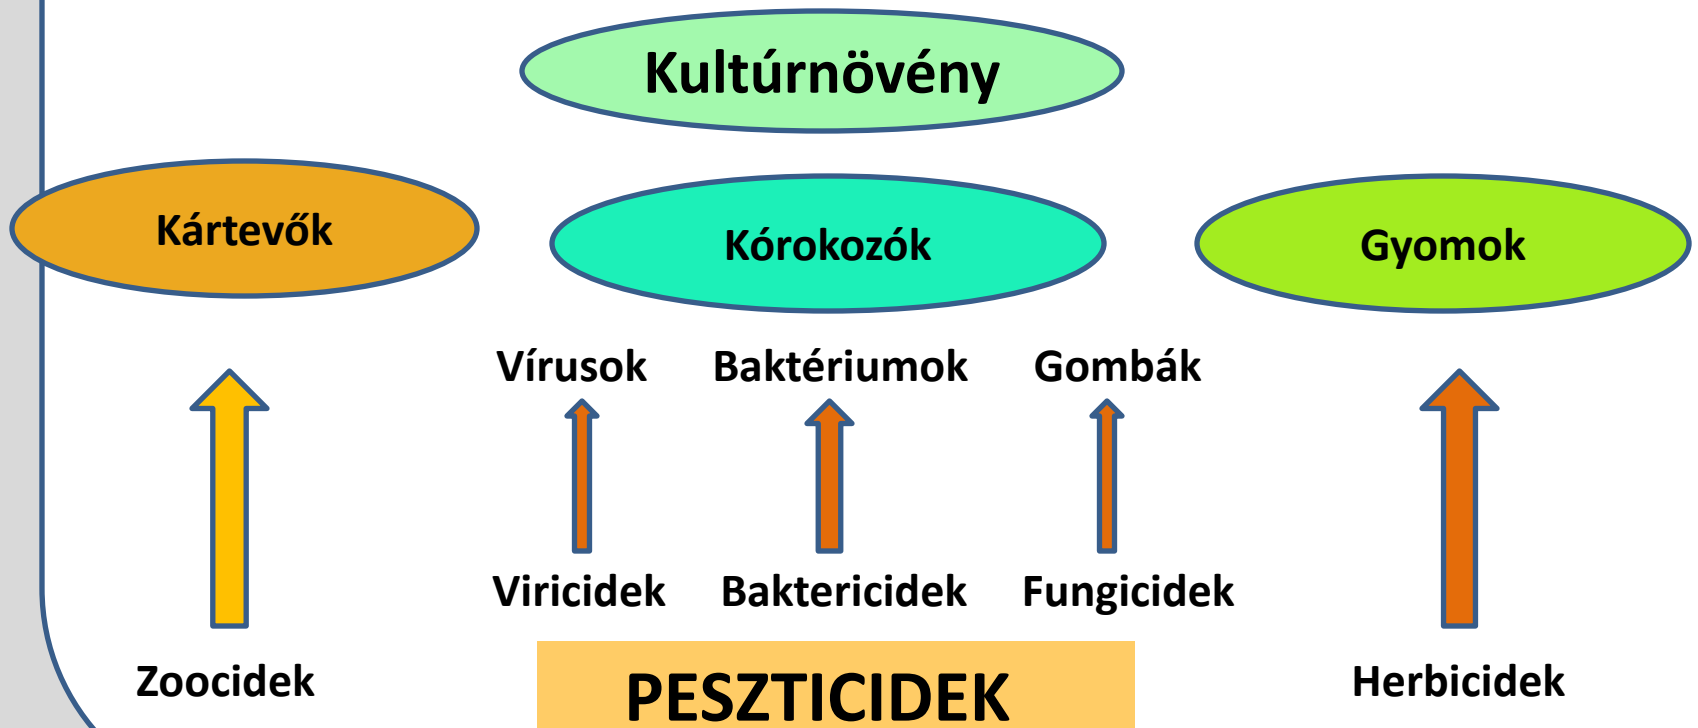 Kultúrnövény
Kártevők
Kórokozók
Gyomok
Vírusok
Baktériumok
Gombák
Viricidek
Baktericidek
Fungicidek
Zoocidek
PESZTICIDEK
Herbicidek